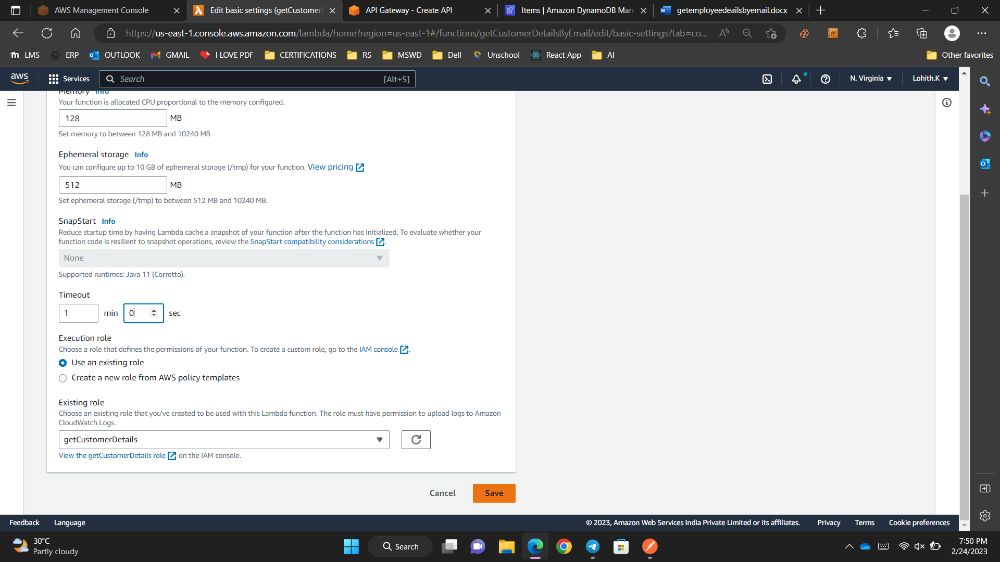 AWS Management Console
Edit basic settings (getCustomerD
API Gateway - Create API
Items | Amazon DynamoDB Man
getemployeedeailsbyemail.docx
https://us-east-1.console.aws.amazon.com/lambda/home?region=us-east-1#/functions/getCustomerDetailsByEmail/edit/basic-settings?tab=co...
LMS
ERP
OUTLOOK
GMAIL
I LOVE PDF
CERTIFICATIONS
RS
MSWD
Dell
Unschool
React App
AI
Other favorites
aws
Services
Search
[Alt+S]
N. Virginia
Lohith.K
Memory Info
Your function is allocated CPU proportional to the memory configured.
128
MB
Set memory to between 128 MB and 10240 MB
Ephemeral storage Info
You can configure up to 10 GB of ephemeral storage (/tmp) for your function. View pricing
512
MB
Set ephemeral storage (/tmp) to between 512 MB and 10240 MB.
SnapStart Info
Reduce startup time by having Lambda cache a snapshot of your function after the function has initialized. To evaluate whether your
function code is resilient to snapshot operations, review the SnapStart compatibility considerations .
None
Supported runtimes: Java 11 (Corretto).
Timeout
1
min
0
sec
Execution role
Choose a role that defines the permissions of your function. To create a custom role, go to the IAM console .
Use an existing role
Create a new role from AWS policy templates
Existing role
Choose an existing role that you've created to be used with this Lambda function. The role must have permission to upload logs to Amazon
CloudWatch Logs.
getCustomerDetails
View the getCustomerDetails role on the IAM console.
Cancel
Save
Feedback
Language
© 2023, Amazon Web Services India Private Limited or its affiliates.
Privacy
Terms
Cookie preferences
30°C
Partly cloudy
Search
7:50 PM
2/24/2023